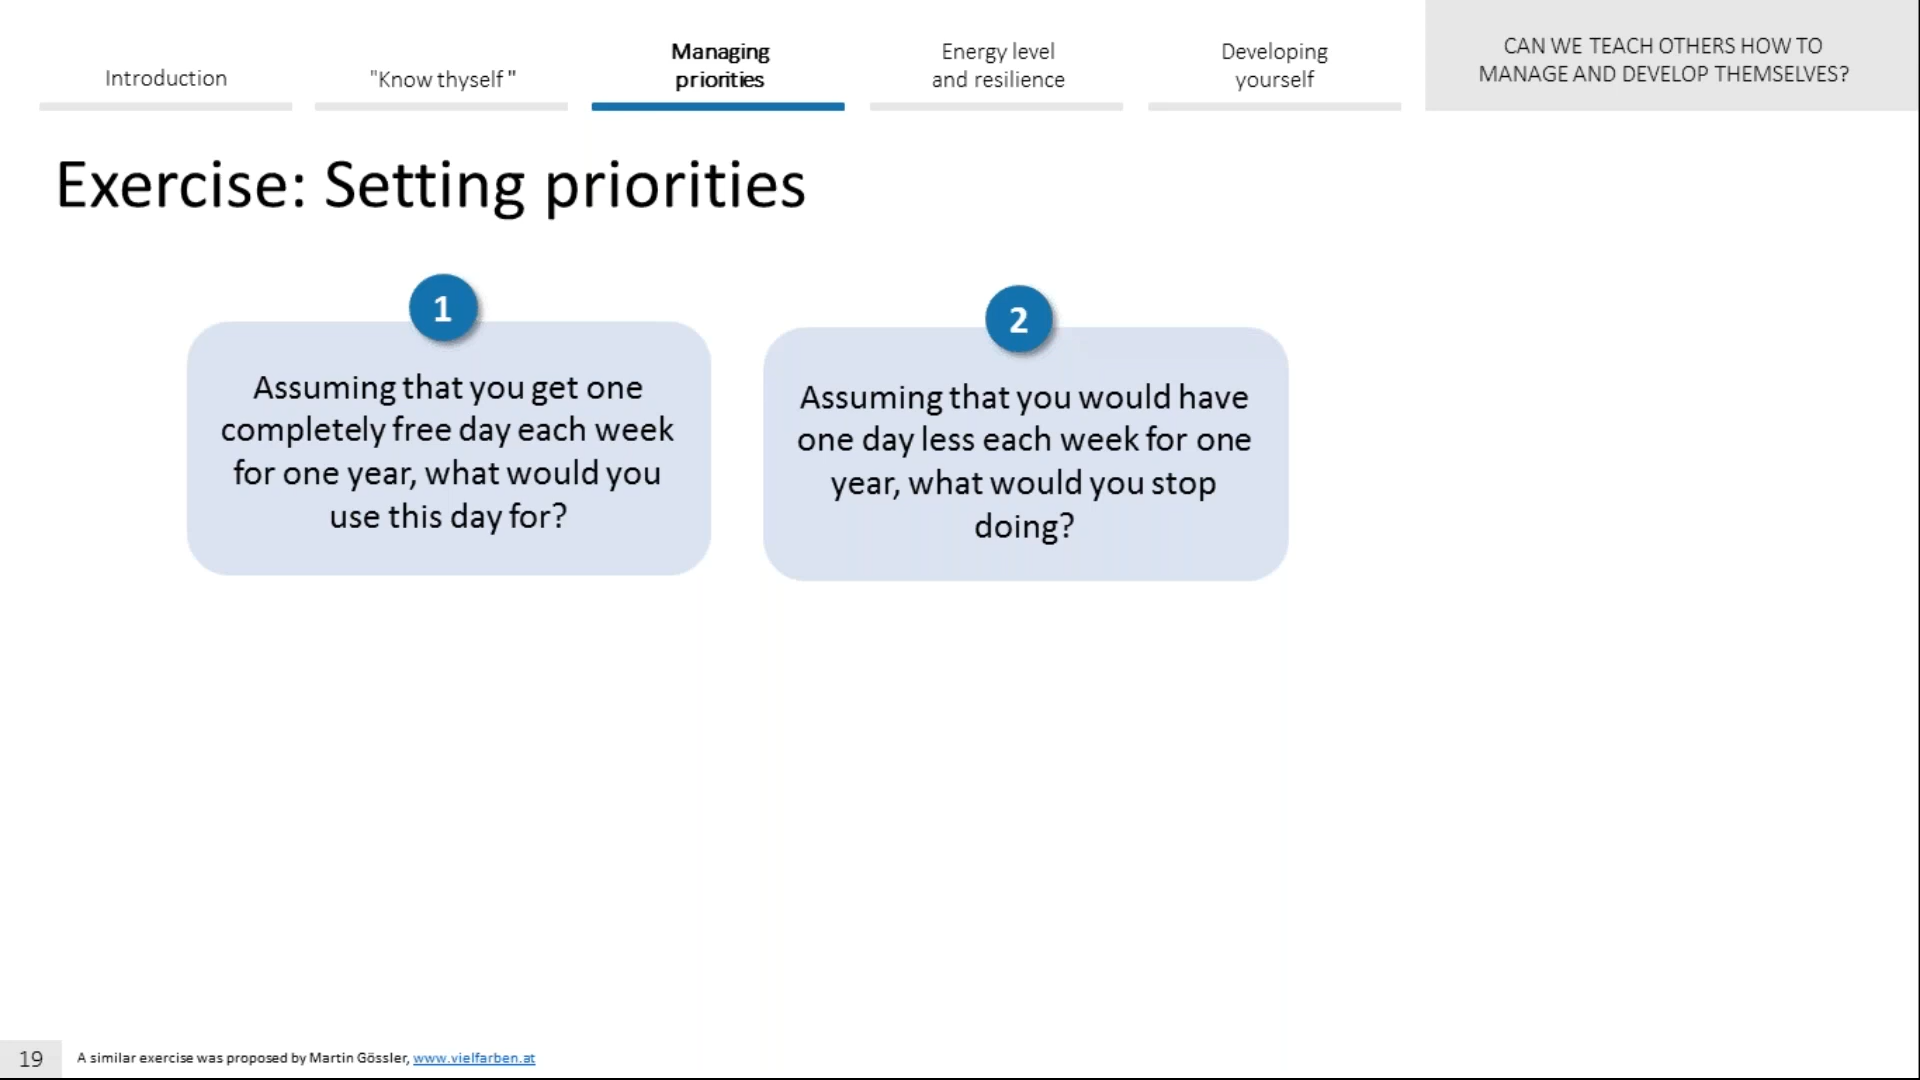 Introduction
"Know thyself"
Managing
priorities
Energy level
and resilience
Developing
yourself
CAN WE TEACH OTHERS HOW TO
MANAGE AND DEVELOP THEMSELVES?
Exercise: Setting priorities
1
Assuming that you get one
completely free day each week
for one year, what would you
use this day for?
2
Assuming that you would have
one day less each week for one
year, what would you stop
doing?
19
A similar exercise was proposed by Martin Gössler, www.vielfarben.at